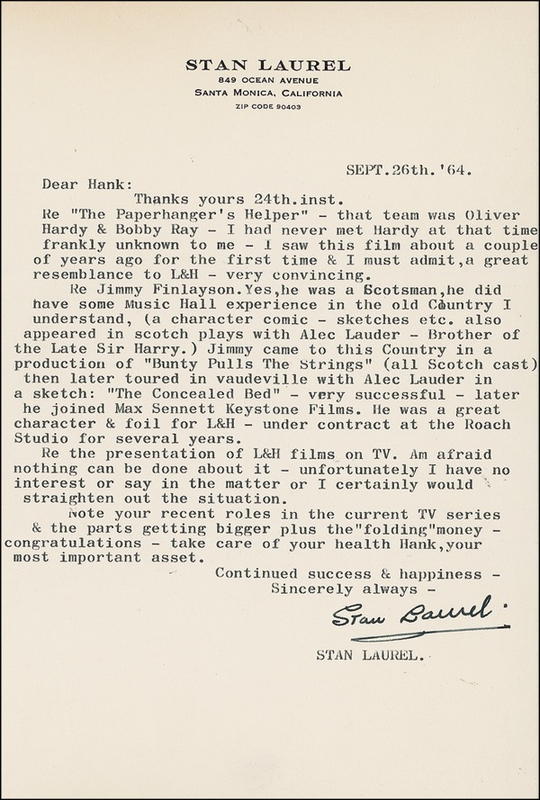 STAN LAUREL
849 OCEAN AVENUE
SANTA MONICA, CALIFORNIA
ZIP CODE 90403
SEPT.26th.'64.
Dear Hank:
Thanks yours 24th.inst.
Re "The Paperhanger's Helper" - that team was Oliver
Hardy & Bobby Ray - I had never met Hardy at that time
frankly unknown to me - I saw this film about a couple
of years ago for the first time & I must admit,a great
resemblance to L&H - very convincing.
Re Jimmy Finlayson.Yes,he was a Scotsman,he did
have some Music Hall experience in the old Country I
understand, (a character comic - sketches etc. also
appeared in scotch plays with Alec Lauder - Brother of
the Late Sir Harry.) Jimmy came to this Country in a
production of "Bunty Pulls The Strings" (all Scotch cast)
then later toured in vaudeville with Alec Lauder in
a sketch: "The Concealed Bed" - very successful - later
he joined Max Sennett Keystone Films. He was a great
character & foil for L&H - under contract at the Roach
Studio for several years.
Re the presentation of L&H films on TV. Am afraid
nothing can be done about it - unfortunately I have no
interest or say in the matter or I certainly would
straighten out the situation.
Note your recent roles in the current TV series
& the parts getting bigger plus the"folding"money -
congratulations - take care of your health Hank,your
most important asset.
Continued success & happiness -
Sincerely always -
Stan Laurel.
STAN LAUREL.